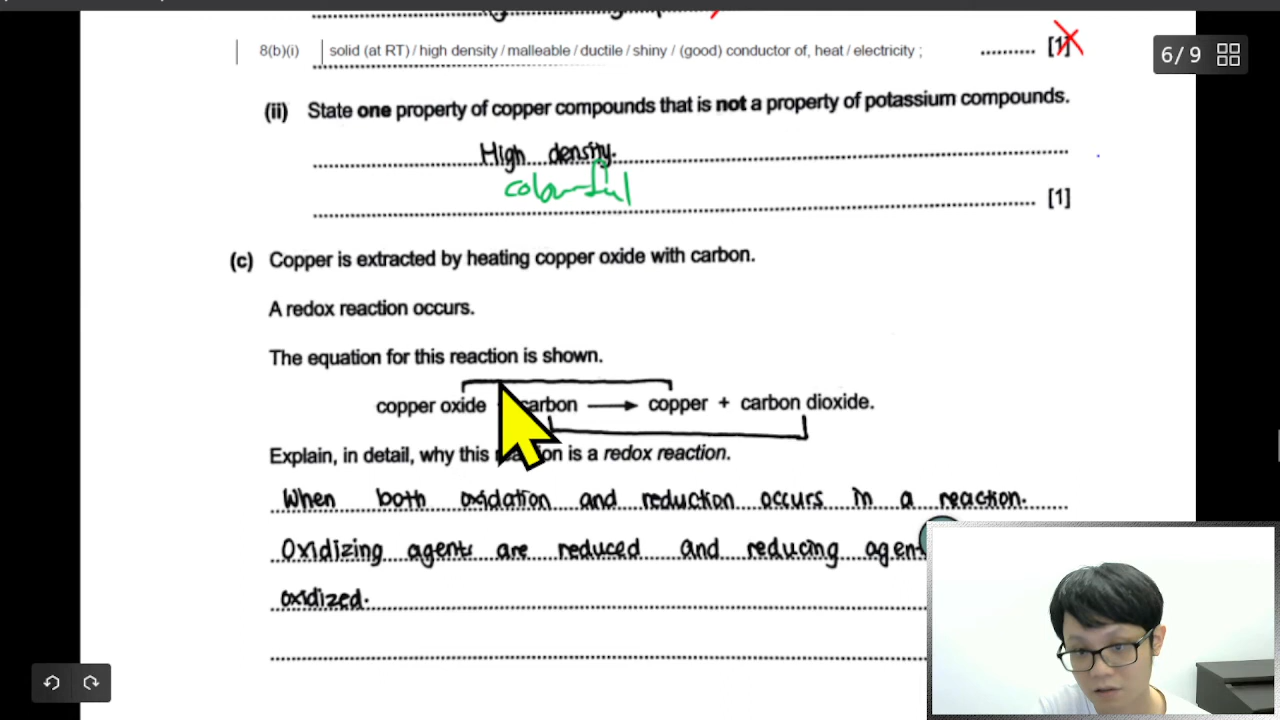 8(b)(i) solid (at RT) / high density / malleable / ductile / shiny / (good) conductor of, heat / electricity ; [1]
6/9
(ii) State one property of copper compounds that is not a property of potassium compounds.
High density.
colourful
[1]
(c) Copper is extracted by heating copper oxide with carbon.
A redox reaction occurs.
The equation for this reaction is shown.
copper oxide carbon → copper + carbon dioxide.
Explain, in detail, why this is a redox reaction.
When both oxidation and reduction occurs in a reaction.
Oxidizing agents are reduced and reducing agent
oxidized.